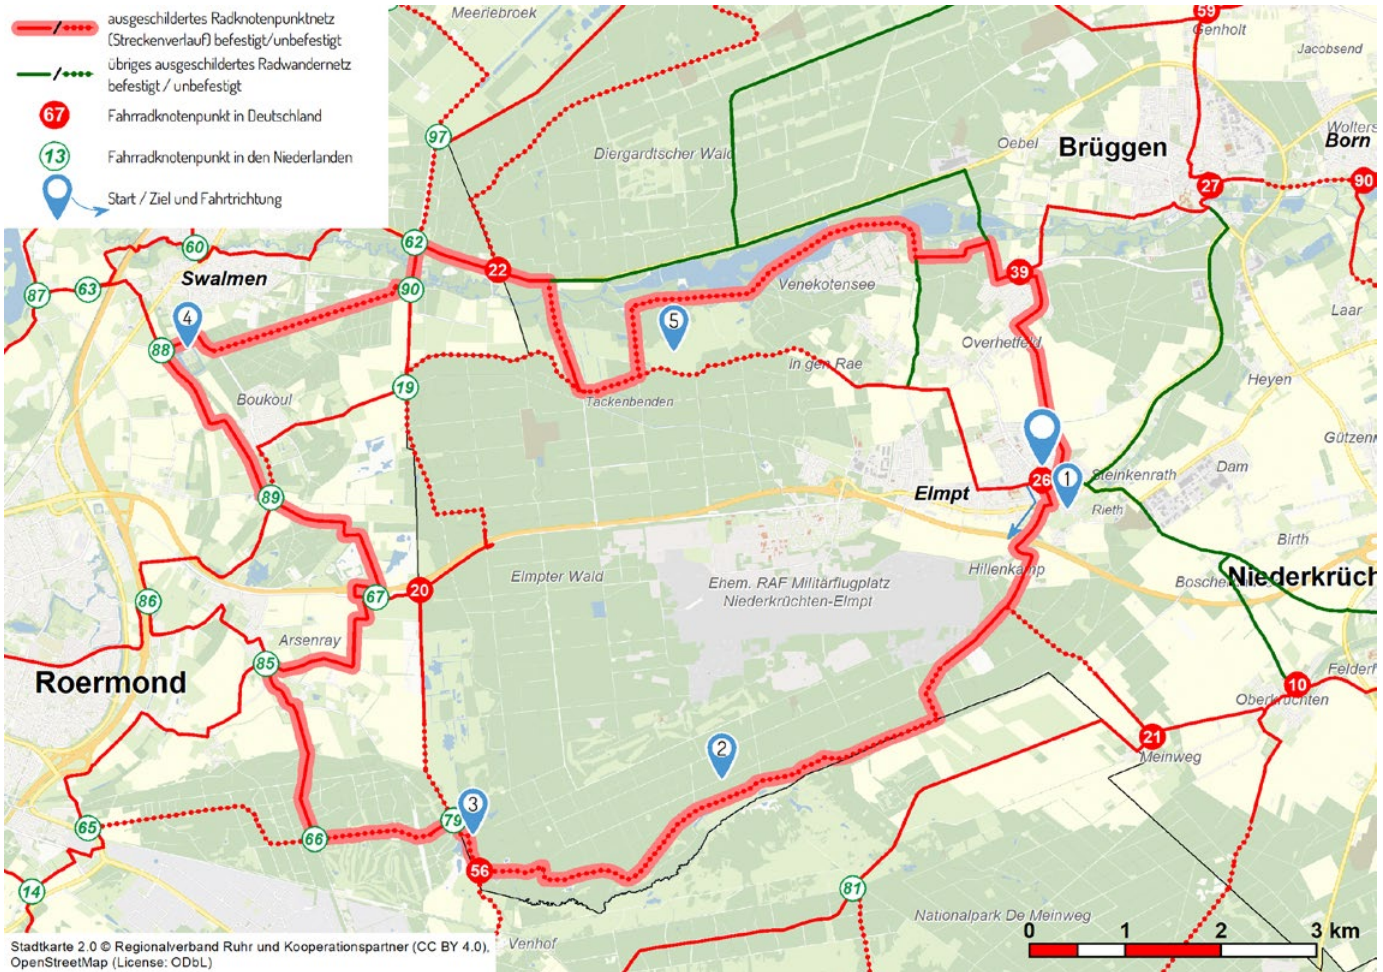 ausgeschildertes Radknotenpunktnetz
(Streckenverlauf) befestigt/unbefestigt
übriges ausgeschildertes Radwandernetz
befestigt / unbefestigt
67 Fahrradknotenpunkt in Deutschland
13 Fahrradknotenpunkt in den Niederlanden
Start / Ziel und Fahrtrichtung
Meeriebroek
59
Genholt
Jacobsend
97
Diergardtscher Wald
Oebel
Brüggen
Wolters
Born
27
90
62
60
Swalmen
22
39
87
63
90
Venekotensee
Laar
4
5
88
Overhetfeld
In gen Rae
Heyen
19
Boukoul
Tackenbenden
Gützenr
Steinkenrath
Dam
26
1
89
Elmpt
Rieth
Birth
Hillenkamp
Elmpter Wald
Ehem. RAF Militärflugplatz
Niederkrüchten-Elmpt
Niederkrüch
20
67
86
Arsenray
85
Roermond
Felderh
10
Oberkrüchten
21
Meinweg
2
3
79
65
66
56
14
81
Nationalpark De Meinweg
Venhof
0 1 2 3 km
Stadtkarte 2.0 © Regionalverband Ruhr und Kooperationspartner (CC BY 4.0),
OpenStreetMap (License: ODbL)